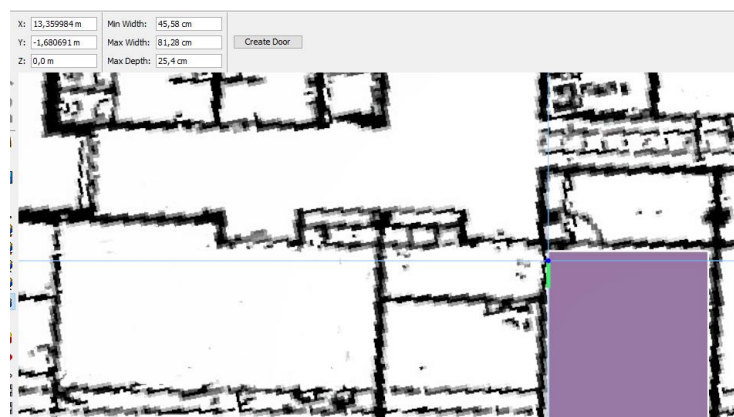 X: 13,359984 m Min Width: 45,58 cm
Y: -1,680691 m Max Width: 81,28 cm Create Door
Z: 0,0 m Max Depth: 25,4 cm